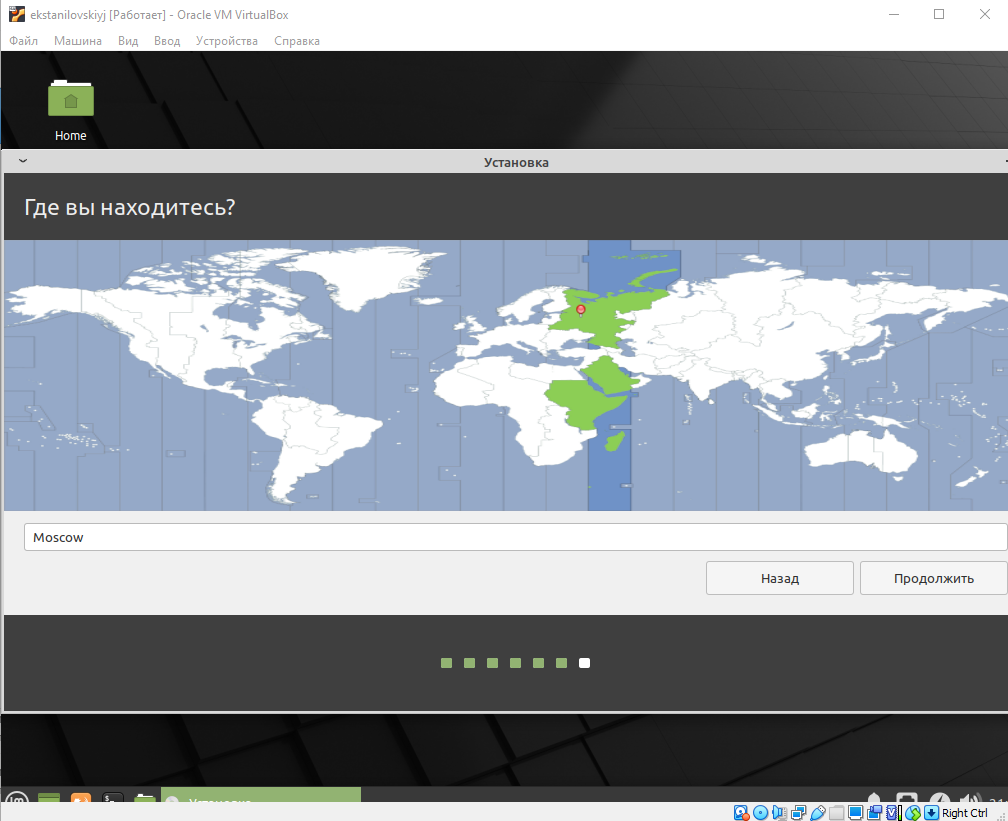 ekstanilovskiyj [Работает] - Oracle VM VirtualBox
Файл Машина Вид Ввод Устройства Справка
Home
Установка
Где вы находитесь?
Moscow
Назад Продолжить
Установка
Right Ctrl